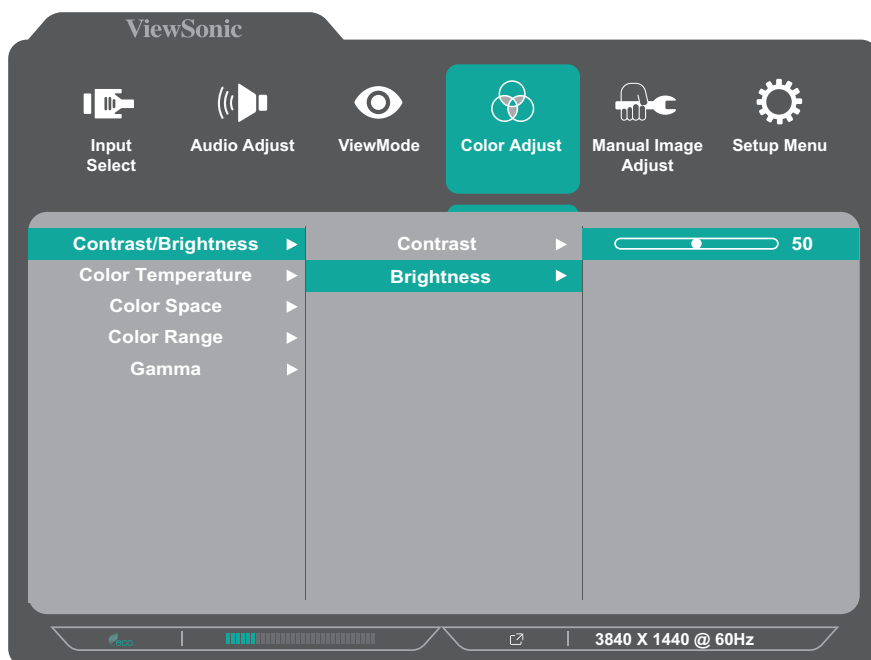 ViewSonic
Input
Select
Audio Adjust
ViewMode
Color Adjust
Manual Image
Adjust
Setup Menu
Contrast/Brightness
Contrast
50
Color Temperature
Brightness
Color Space
Color Range
Gamma
eco
3840 X 1440 @ 60Hz